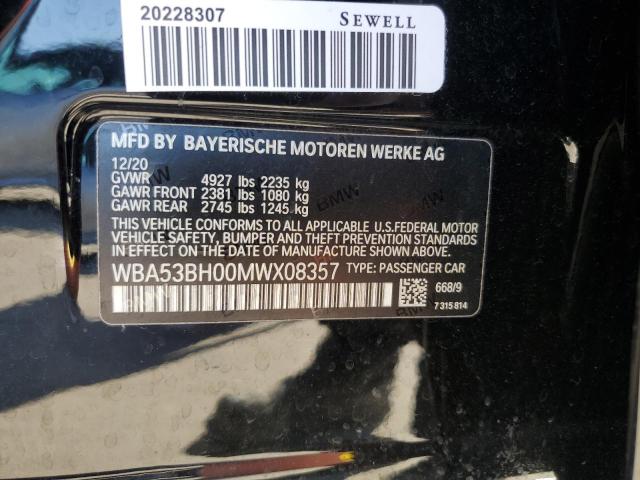 20228307 SEWELL
MFD BY BAYERISCHE MOTOREN WERKE AG
12/20
GVWR 4927 lbs 2235 kg
GAWR FRONT 2381 lbs 1080 kg
GAWR REAR 2745 lbs 1245 kg
THIS VEHICLE CONFORMS TO ALL APPLICABLE U.S.FEDERAL MOTOR
VEHICLE SAFETY, BUMPER AND THEFT PREVENTION STANDARDS
IN EFFECT ON THE DATE OF MANUFACTURE SHOWN ABOVE.
WBA53BH00MWX08357 TYPE: PASSENGER CAR
668/9
7 315 814